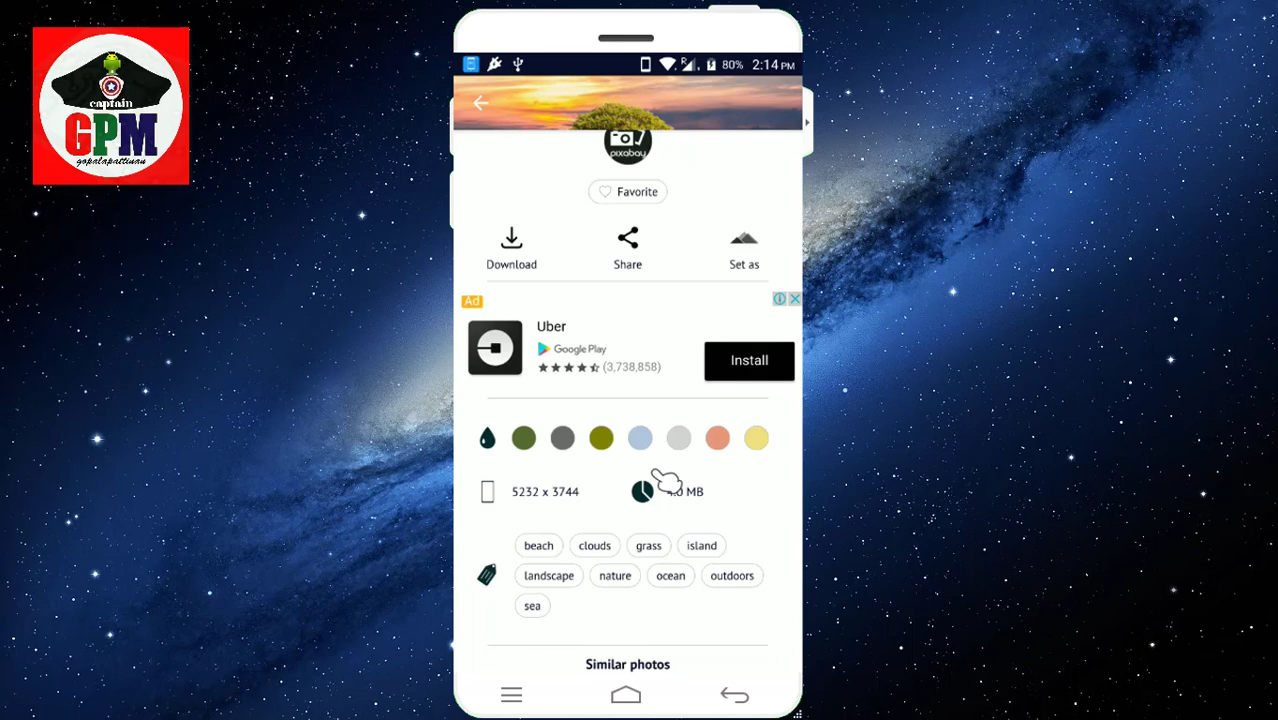 captain
GPM
gopalapattinam
R
80% 2:14 PM
pixabay
Favorite
Download Share Set as
Ad
Uber
Google Play
(3,738,858)
Install
5232 x 3744 MB
beach clouds grass island
landscape nature ocean outdoors
sea
Similar photos